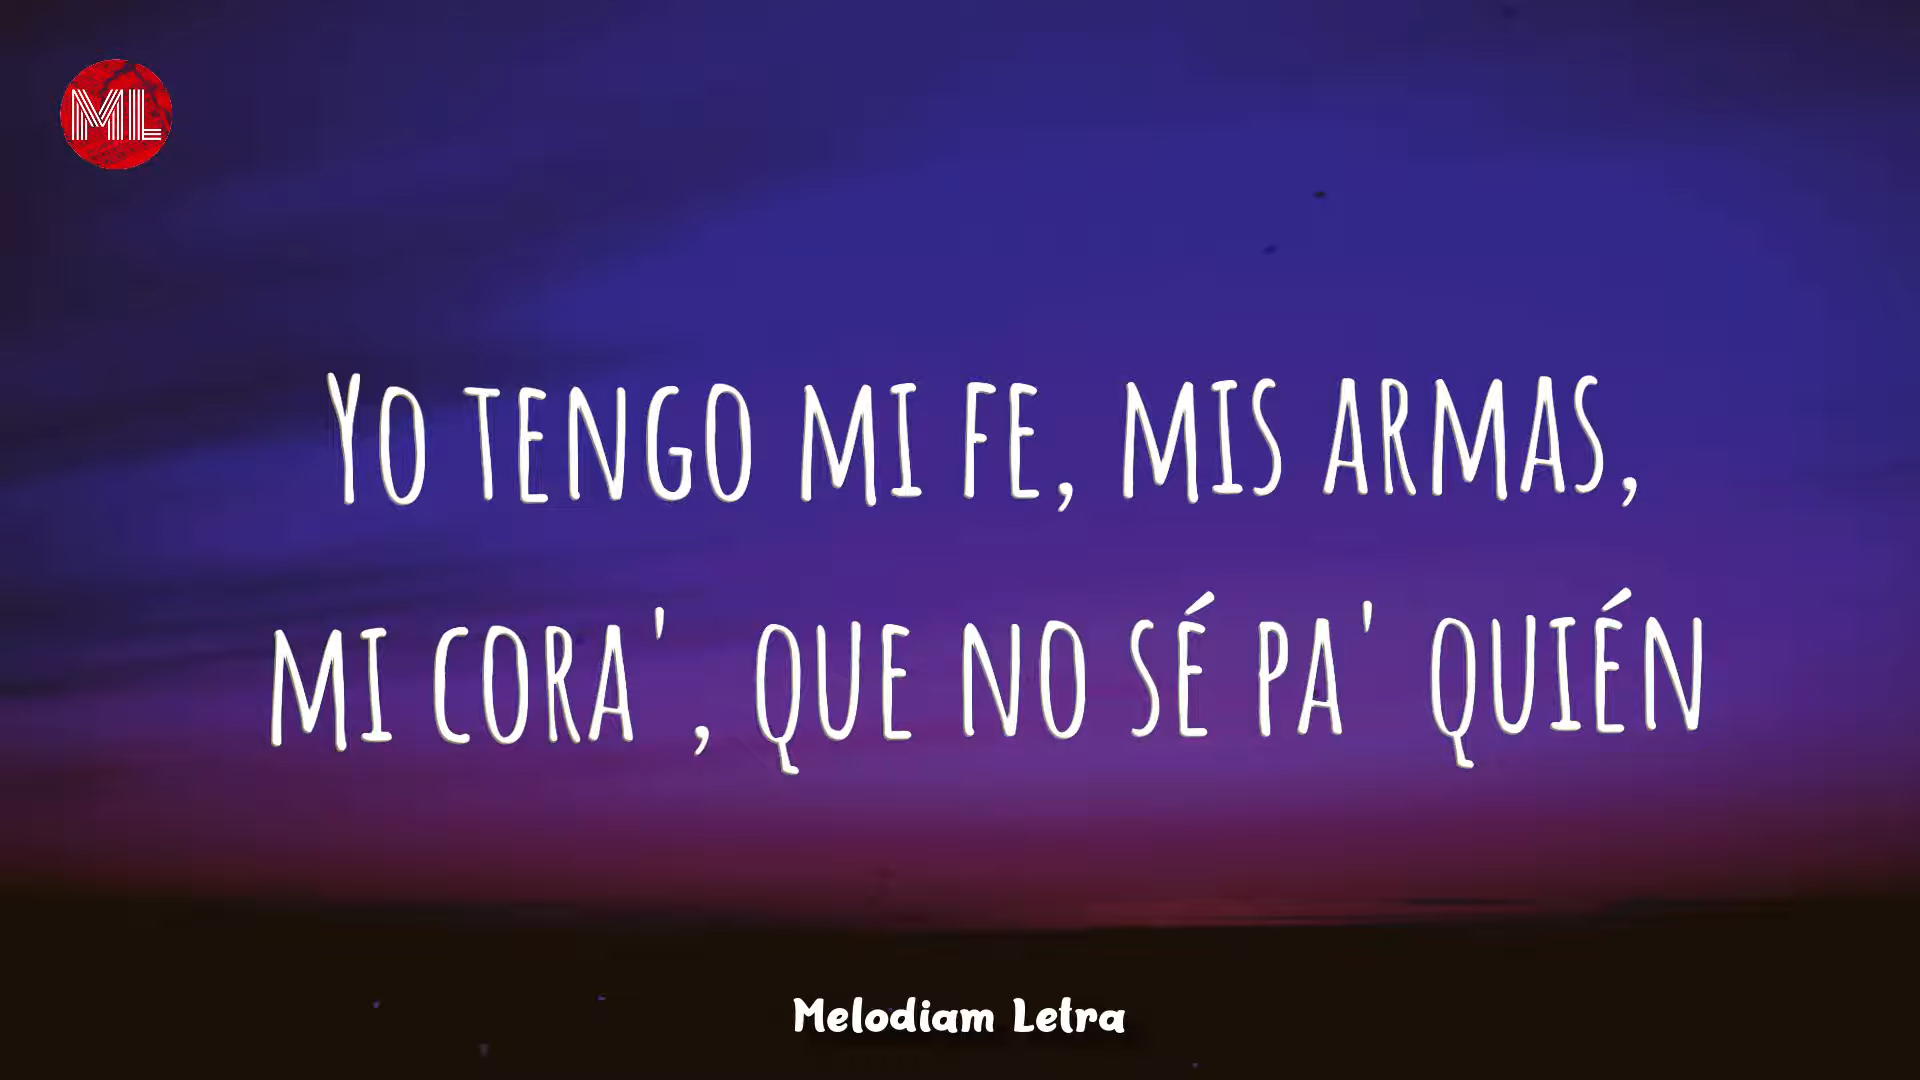 ML
Yo tengo mi fe, mis armas,
mi cora', que no sé pa' quién
Melodiam Letra